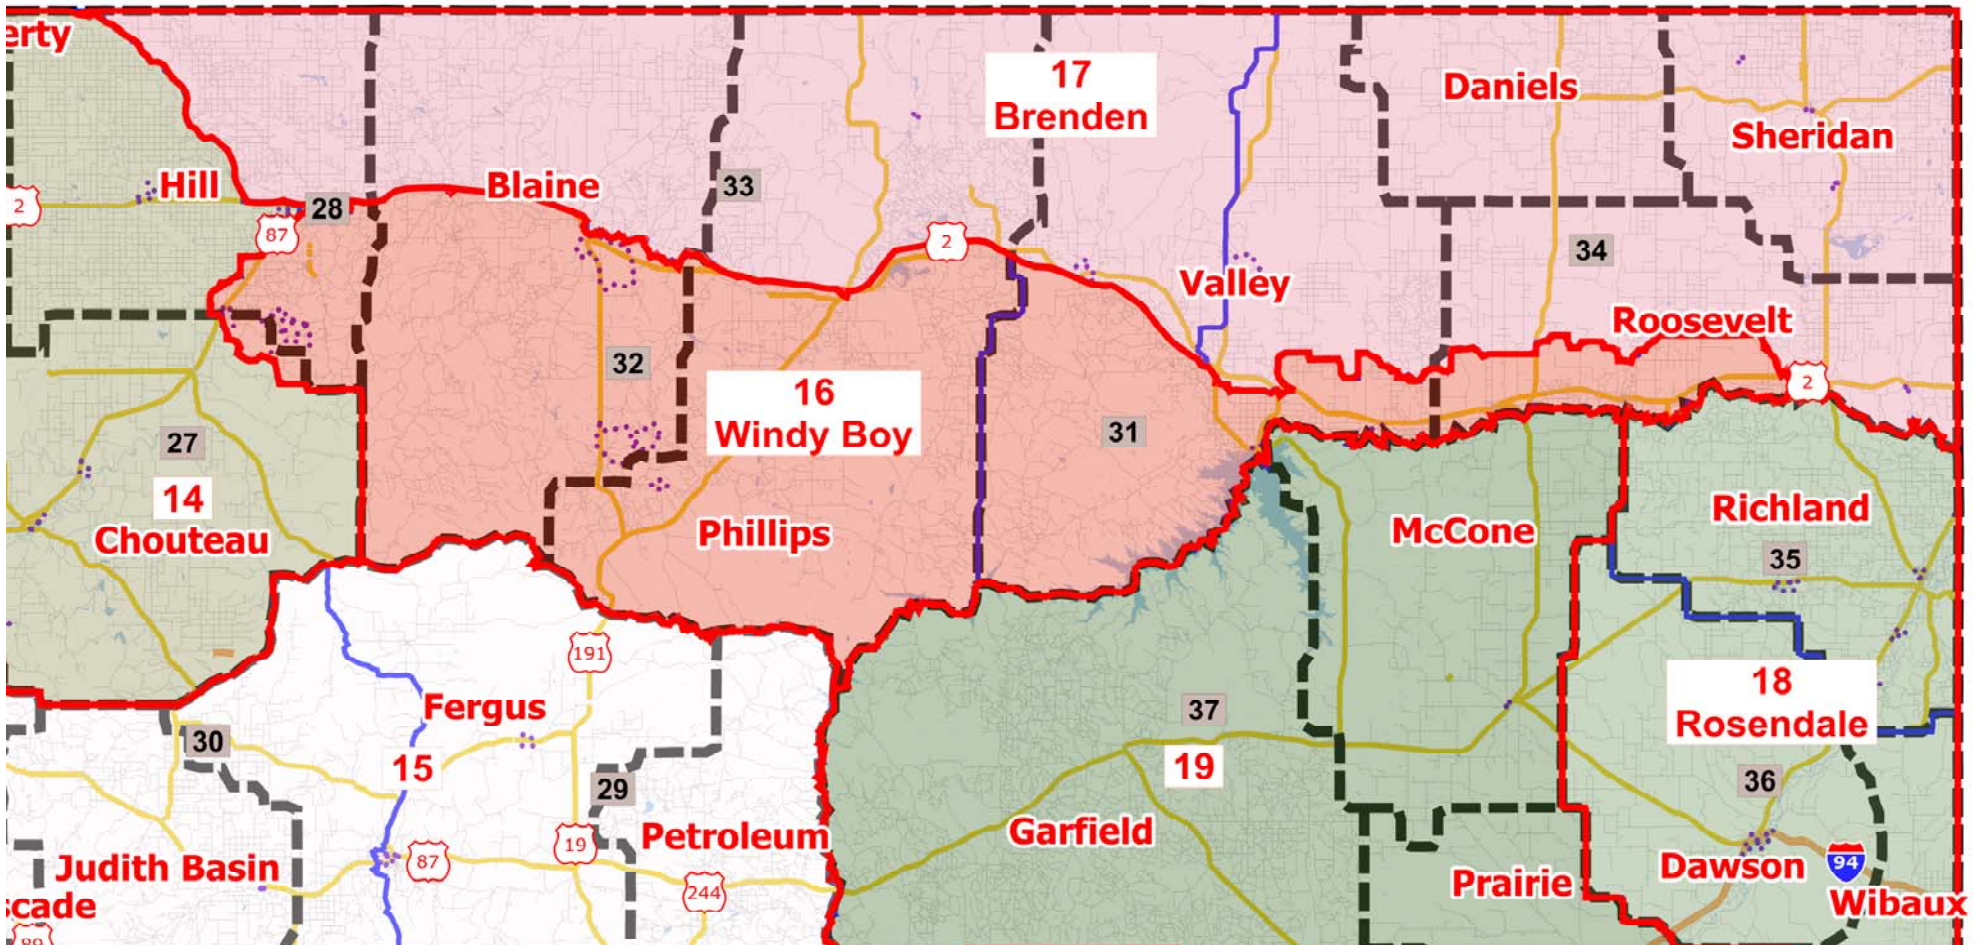 erty
17
Brenden
Daniels
Sheridan
Hill
Blaine
33
2
28
87
2
34
Valley
Roosevelt
32
16
Windy Boy
2
27
31
14
Chouteau
Phillips
McCone
Richland
35
191
Fergus
37
18
Rosendale
30
15
19
36
29
Garfield
Petroleum
19
87
Judith Basin
Dawson
94
Prairie
244
Wibaux
scade
89